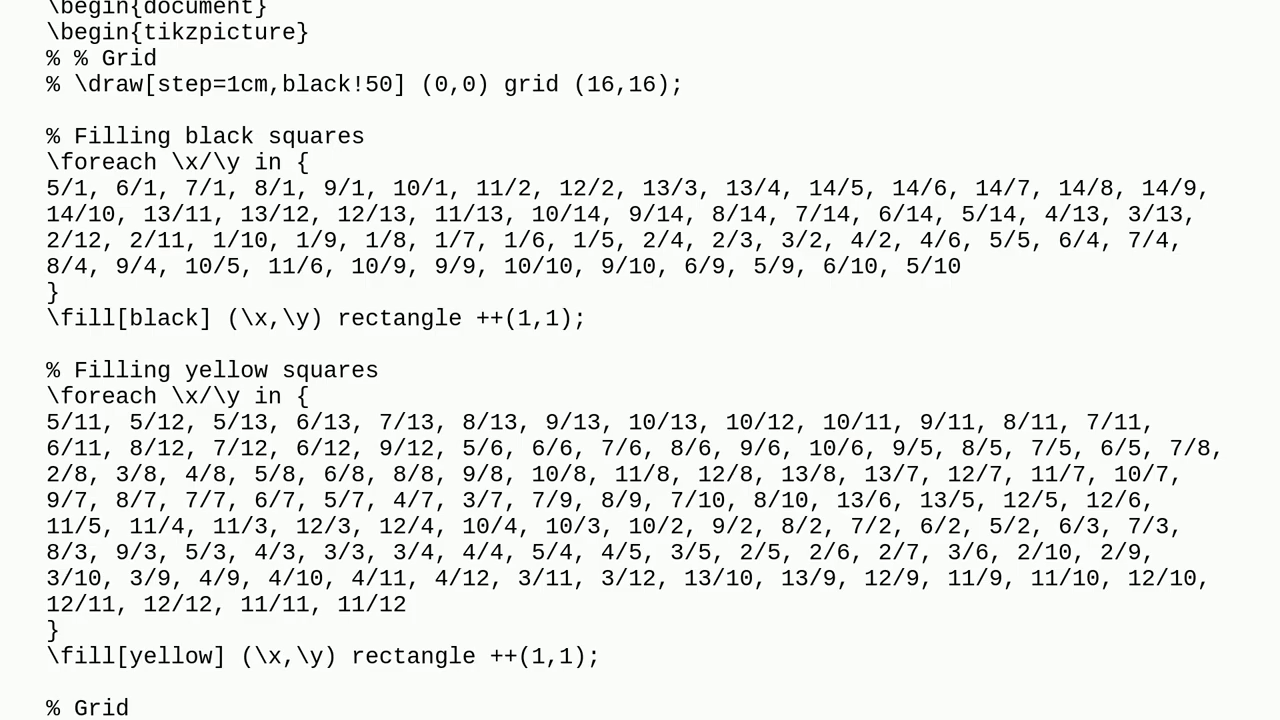 \begin{document}
\begin{tikzpicture}
% % Grid
% \draw[step=1cm,black!50] (0,0) grid (16,16);
% Filling black squares
\foreach \x/\y in {
5/1, 6/1, 7/1, 8/1, 9/1, 10/1, 11/2, 12/2, 13/3, 13/4, 14/5, 14/6, 14/7, 14/8, 14/9,
14/10, 13/11, 13/12, 12/13, 11/13, 10/14, 9/14, 8/14, 7/14, 6/14, 5/14, 4/13, 3/13,
2/12, 2/11, 1/10, 1/9, 1/8, 1/7, 1/6, 1/5, 2/4, 2/3, 3/2, 4/2, 4/6, 5/5, 6/4, 7/4,
8/4, 9/4, 10/5, 11/6, 10/9, 9/9, 10/10, 9/10, 6/9, 5/9, 6/10, 5/10
}
\fill[black] (\x,\y) rectangle ++(1,1);
% Filling yellow squares
\foreach \x/\y in {
5/11, 5/12, 5/13, 6/13, 7/13, 8/13, 9/13, 10/13, 10/12, 10/11, 9/11, 8/11, 7/11,
6/11, 8/12, 7/12, 6/12, 9/12, 5/6, 6/6, 7/6, 8/6, 9/6, 10/6, 9/5, 8/5, 7/5, 6/5, 7/8,
2/8, 3/8, 4/8, 5/8, 6/8, 8/8, 9/8, 10/8, 11/8, 12/8, 13/8, 13/7, 12/7, 11/7, 10/7,
9/7, 8/7, 7/7, 6/7, 5/7, 4/7, 3/7, 7/9, 8/9, 7/10, 8/10, 13/6, 13/5, 12/5, 12/6,
11/5, 11/4, 11/3, 12/3, 12/4, 10/4, 10/3, 10/2, 9/2, 8/2, 7/2, 6/2, 5/2, 6/3, 7/3,
8/3, 9/3, 5/3, 4/3, 3/3, 3/4, 4/4, 5/4, 4/5, 3/5, 2/5, 2/6, 2/7, 3/6, 2/10, 2/9,
3/10, 3/9, 4/9, 4/10, 4/11, 4/12, 3/11, 3/12, 13/10, 13/9, 12/9, 11/9, 11/10, 12/10,
12/11, 12/12, 11/11, 11/12
}
\fill[yellow] (\x,\y) rectangle ++(1,1);
% Grid